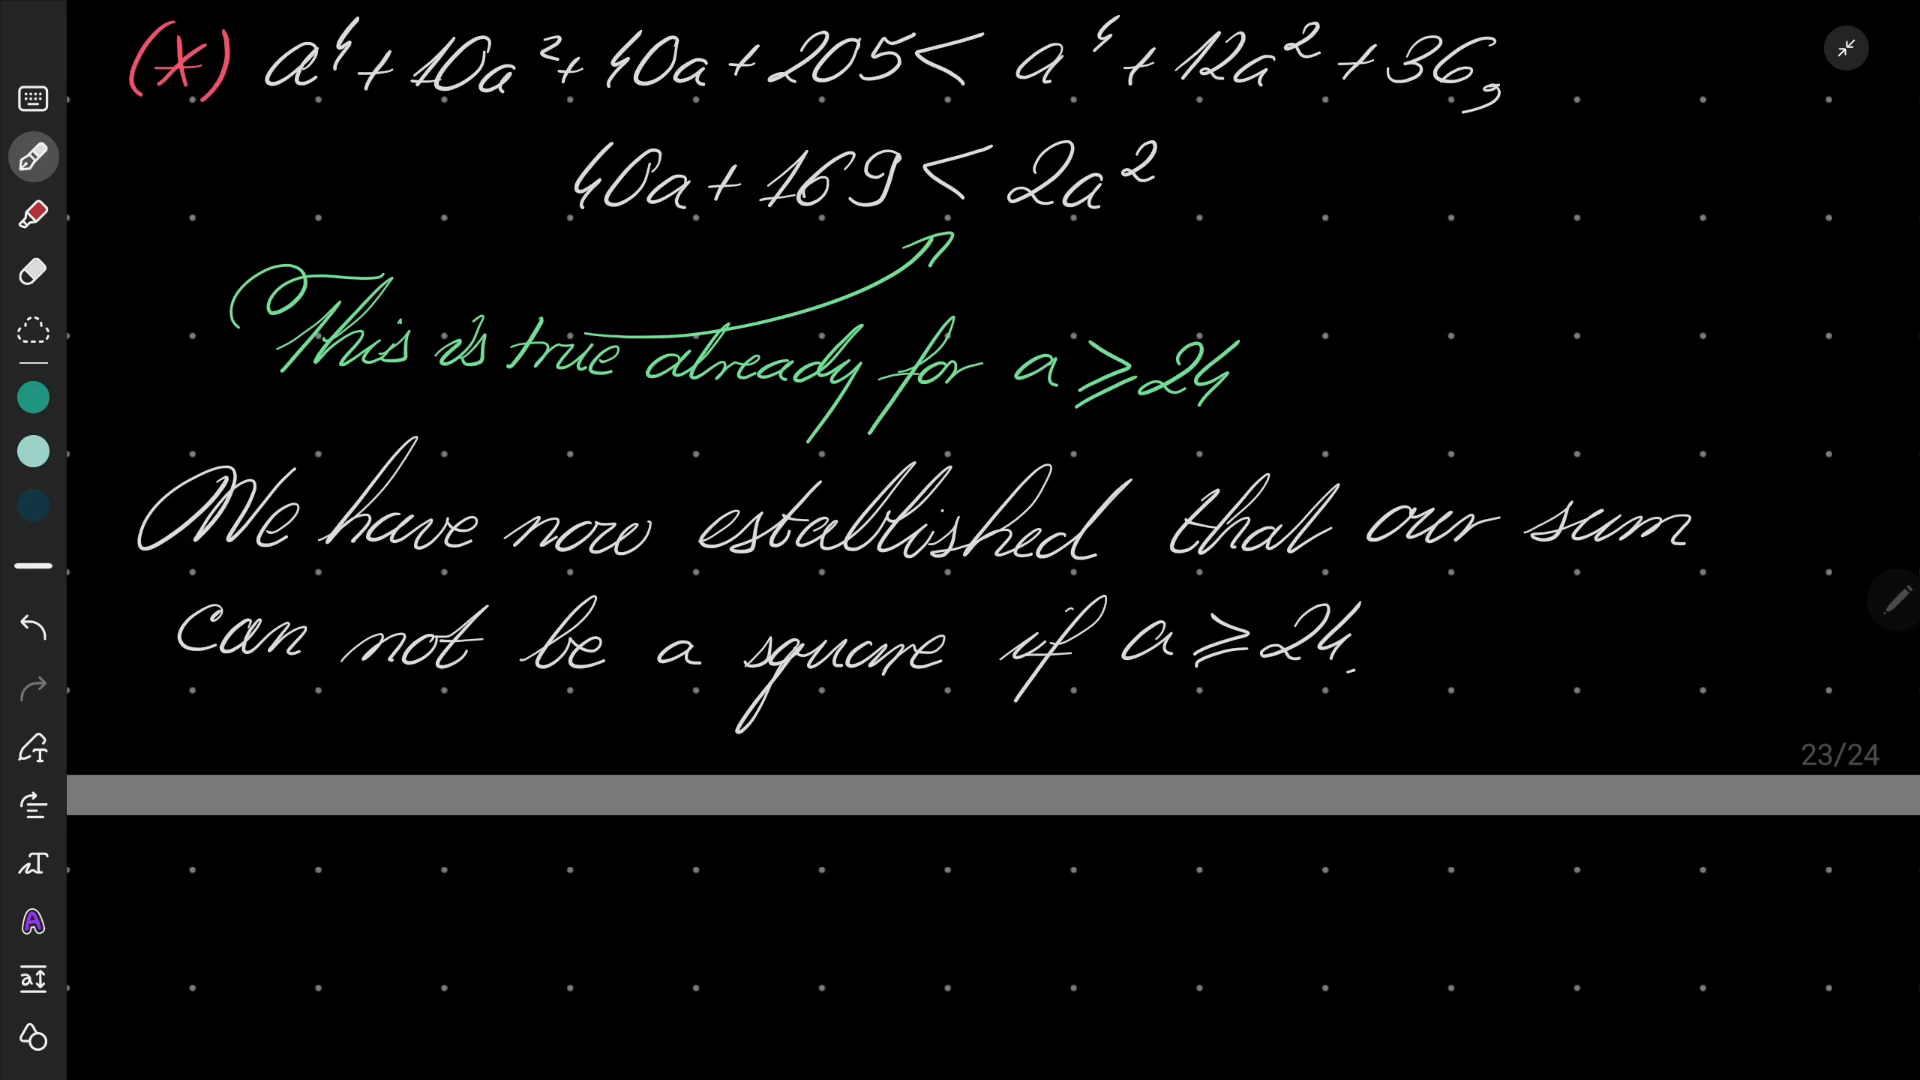 (*) a⁴ + 10a² + 40a + 205 < a⁴ + 12a² + 36,
40a + 169 < 2a²
This is true already for a ⩾ 24
We have now established that our sum
can not be a square if a ⩾ 24.
23/24